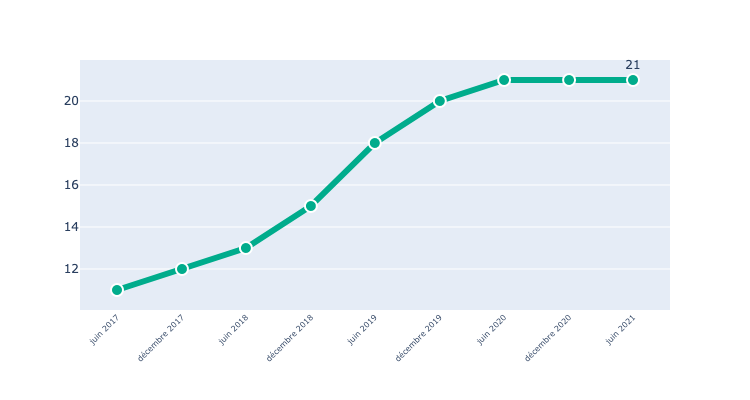 21
20
18
16
14
12
juin 2017
décembre 2017
juin 2018
décembre 2018
juin 2019
décembre 2019
juin 2020
décembre 2020
juin 2021